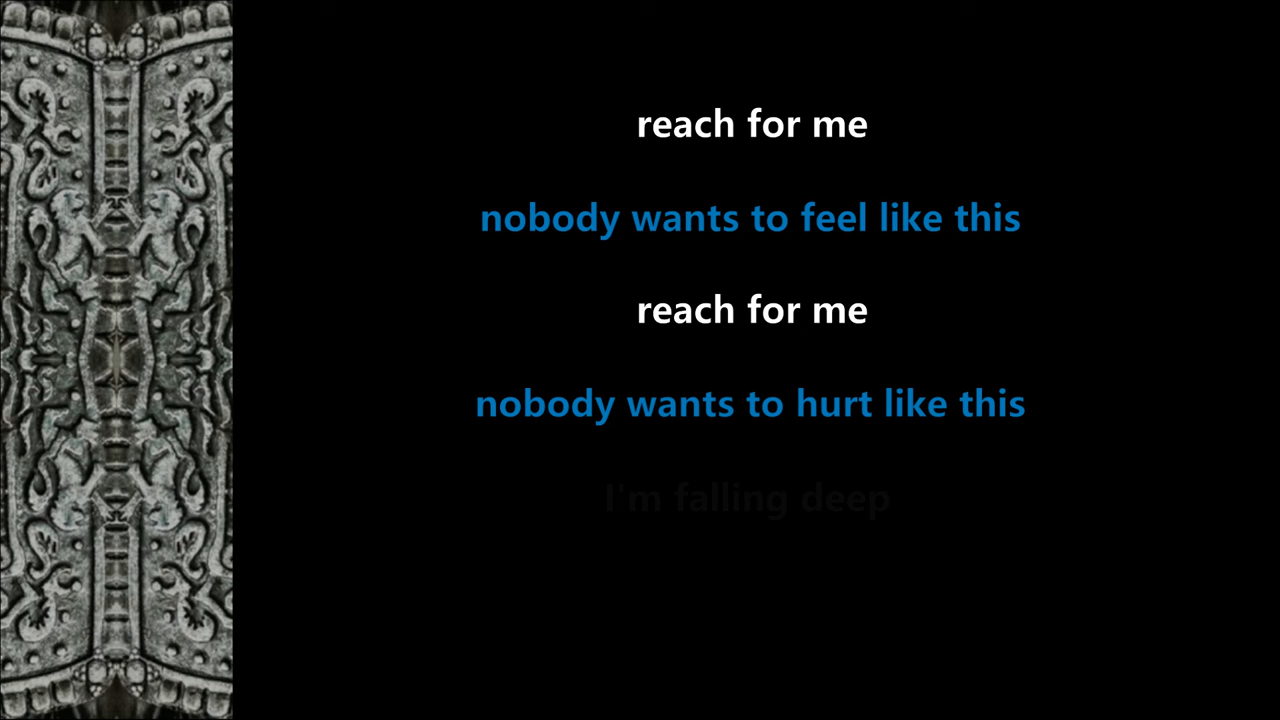 reach for me
nobody wants to feel like this
reach for me
nobody wants to hurt like this
I'm falling deep